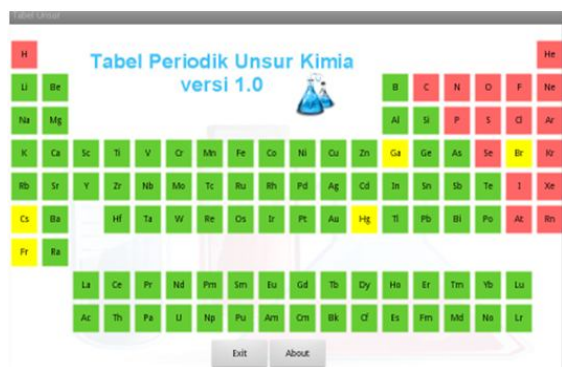 Tabel Unsur
H He
Tabel Periodik Unsur Kimia
versi 1.0
Li Be B C N O F Ne
Na Mg Al Si P S Cl Ar
K Ca Sc Ti V Cr Mn Fe Co Ni Cu Zn Ga Ge As Se Br Kr
Rb Sr Y Zr Nb Mo Tc Ru Rh Pd Ag Cd In Sn Sb Te I Xe
Cs Ba Hf Ta W Re Os Ir Pt Au Hg Tl Pb Bi Po At Rn
Fr Ra
La Ce Pr Nd Pm Sm Eu Gd Tb Dy Ho Er Tm Yb Lu
Ac Th Pa U Np Pu Am Cm Bk Cf Es Fm Md No Lr
Exit About